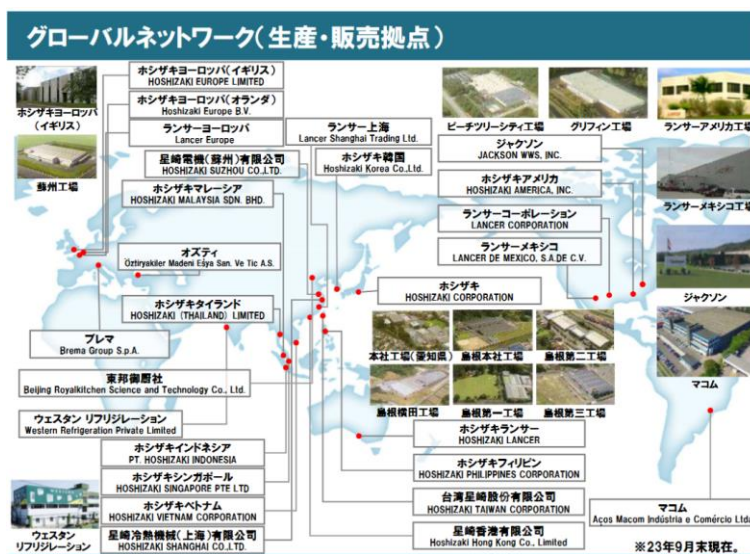 グローバルネットワーク(生産・販売拠点)
ホシザキヨーロッパ
(イギリス)
蘇州工場
ホシザキヨーロッパ(イギリス)
HOSHIZAKI EUROPE LIMITED
ホシザキヨーロッパ(オランダ)
Hoshizaki Europe B.V.
ランサーヨーロッパ
Lancer Europe
星崎電機(蘇州)有限公司
HOSHIZAKI SUZHOU CO.,LTD.
ホシザキマレーシア
HOSHIZAKI MALAYSIA SDN. BHD.
オズティ
Öztiryakiler Madeni Eşya San. Ve Tic A.S.
ホシザキタイランド
HOSHIZAKI (THAILAND) LIMITED
ブレマ
Brema Group S.p.A.
東邦御厨社
Beijing Royalkitchen Science and Technology Co., Ltd.
ウェスタン リフリジレーション
Western Refrigeration Private Limited
ホシザキインドネシア
PT. HOSHIZAKI INDONESIA
ホシザキシンガポール
HOSHIZAKI SINGAPORE PTE LTD
ホシザキベトナム
HOSHIZAKI VIETNAM CORPORATION
星崎冷熱機械(上海)有限公司
HOSHIZAKI SHANGHAI CO.,LTD.
ウェスタン
リフリジレーション
ランサー上海
Lancer Shanghai Trading Ltd.
ホシザキ韓国
Hoshizaki Korea Co.,Ltd.
ピーチツリーシティ工場
グリフィン工場
ランサーアメリカ工場
ジャクソン
JACKSON WWS, INC.
ホシザキアメリカ
HOSHIZAKI AMERICA, INC.
ランサーコーポレーション
LANCER CORPORATION
ランサーメキシコ
LANCER DE MEXICO, S.A.DE C.V.
ホシザキ
HOSHIZAKI CORPORATION
ランサーメキシコ工場
ジャクソン
マコム
本社工場(愛知県)
島根本社工場
島根第二工場
島根横田工場
島根第一工場
島根第三工場
ホシザキランサー
HOSHIZAKI LANCER
ホシザキフィリピン
HOSHIZAKI PHILIPPINES CORPORATION
台湾星崎股份有限公司
HOSHIZAKI TAIWAN CORPORATION
星崎香港有限公司
Hoshizaki Hong Kong Co., Limited
マコム
Aços Macom Indústria e Comércio Ltda
※23年9月末現在。